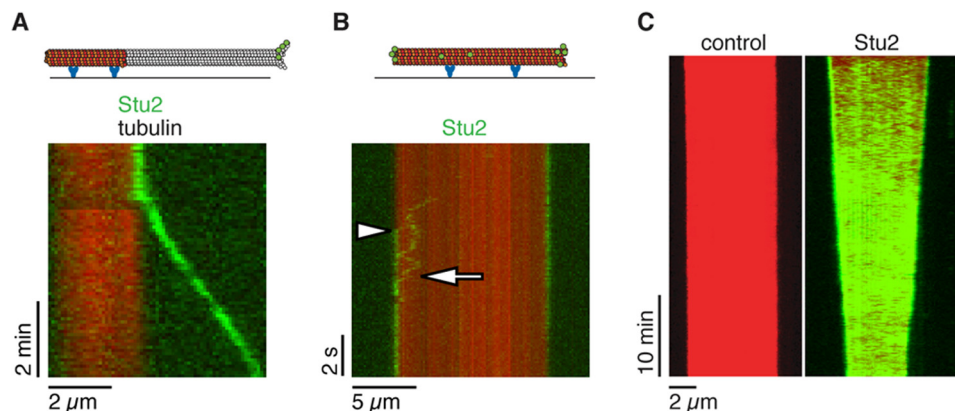 A
Stu2
tubulin
2 min
2 µm
B
Stu2
2 s
5 µm
C
control
Stu2
10 min
2 µm